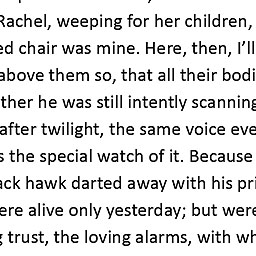 Rachel, weeping for her children,
ed chair was mine. Here, then, I'll
above them so, that all their bodi
ther he was still intently scanning
after twilight, the same voice eve
s the special watch of it. Because
ack hawk darted away with his pri
ere alive only yesterday; but were
g trust, the loving alarms, with wh